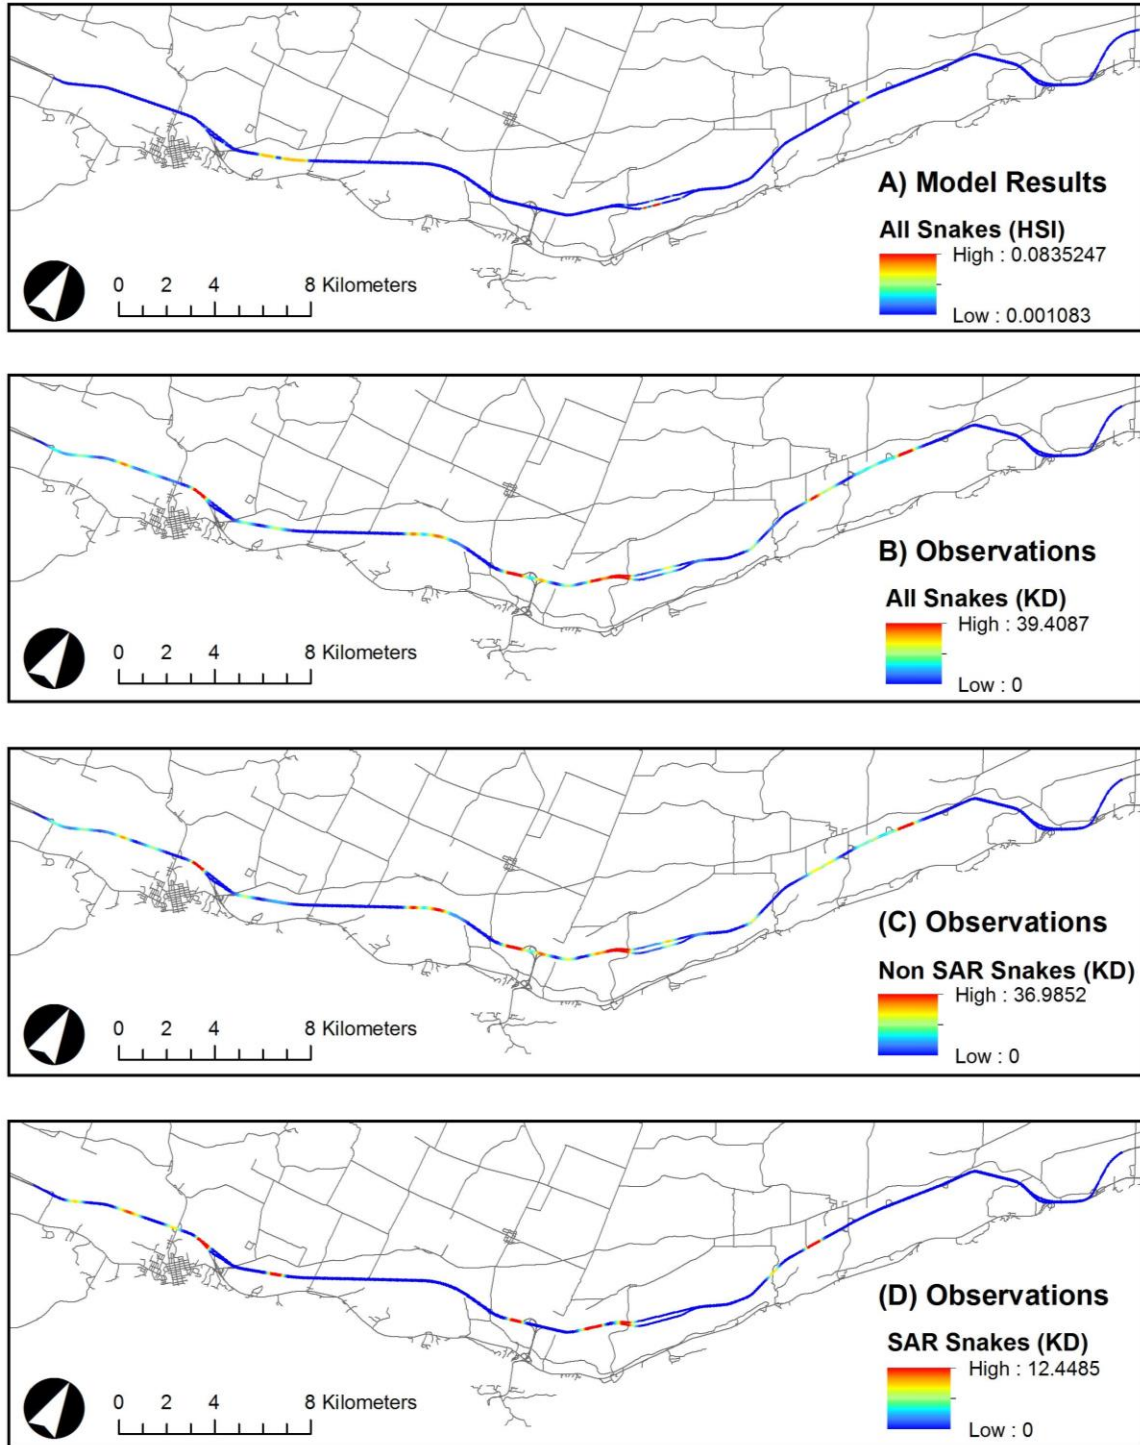 A) Model Results
All Snakes (HSI)
High : 0.0835247
Low : 0.001083
0 2 4 8 Kilometers
B) Observations
All Snakes (KD)
High : 39.4087
Low : 0
0 2 4 8 Kilometers
(C) Observations
Non SAR Snakes (KD)
High : 36.9852
Low : 0
0 2 4 8 Kilometers
(D) Observations
SAR Snakes (KD)
High : 12.4485
Low : 0
0 2 4 8 Kilometers